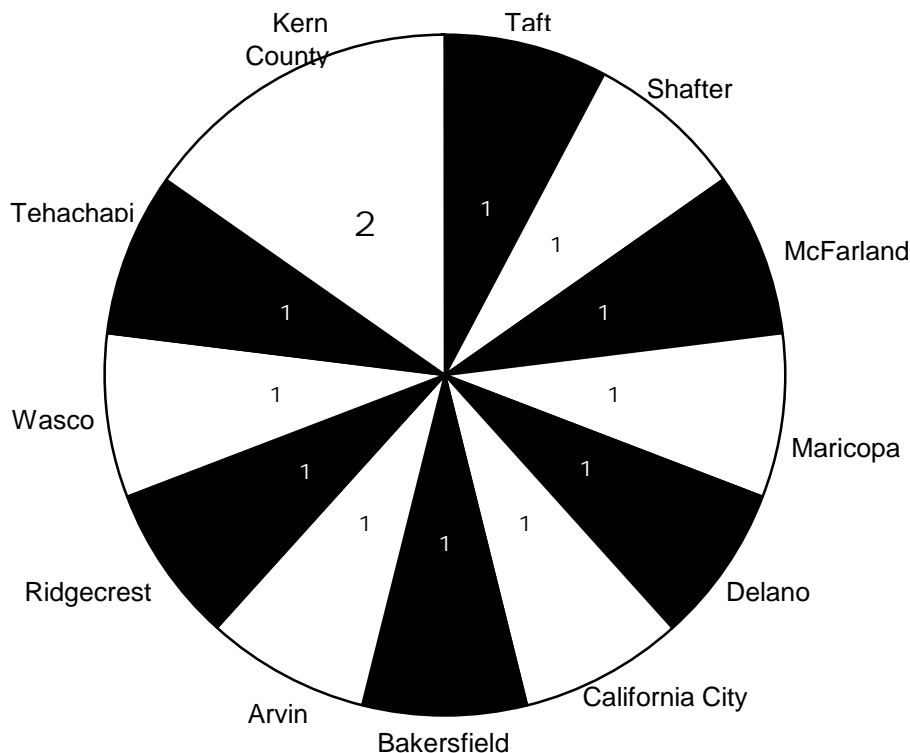 Kern
County
Taft
Shafter
Tehachapi
2
1
1
McFarland
1
1
Wasco
1
1
Maricopa
1
1
1
1
1
Ridgecrest
Delano
Arvin
California City
Bakersfield